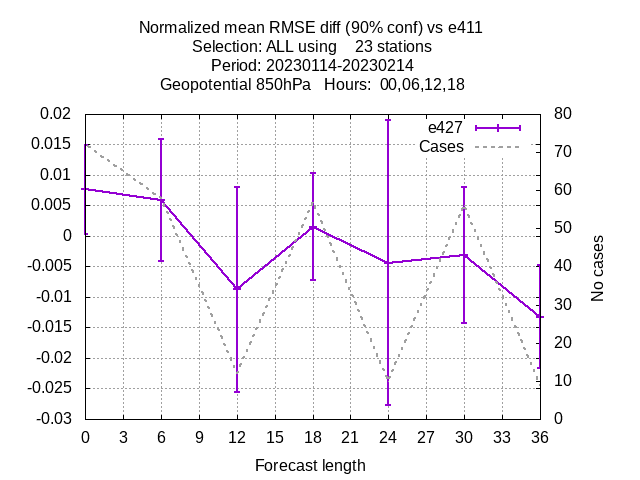 Normalized mean RMSE diff (90% conf) vs e411
Selection: ALL using    23 stations
Period: 20230114-20230214
Geopotential 850hPa   Hours:  00,06,12,18
0.02
0.015
0.01
0.005
0
-0.005
-0.01
-0.015
-0.02
-0.025
-0.03
e427
Cases
80
70
60
50
40
30
20
10
0
No cases
0 3 6 9 12 15 18 21 24 27 30 33 36
Forecast length